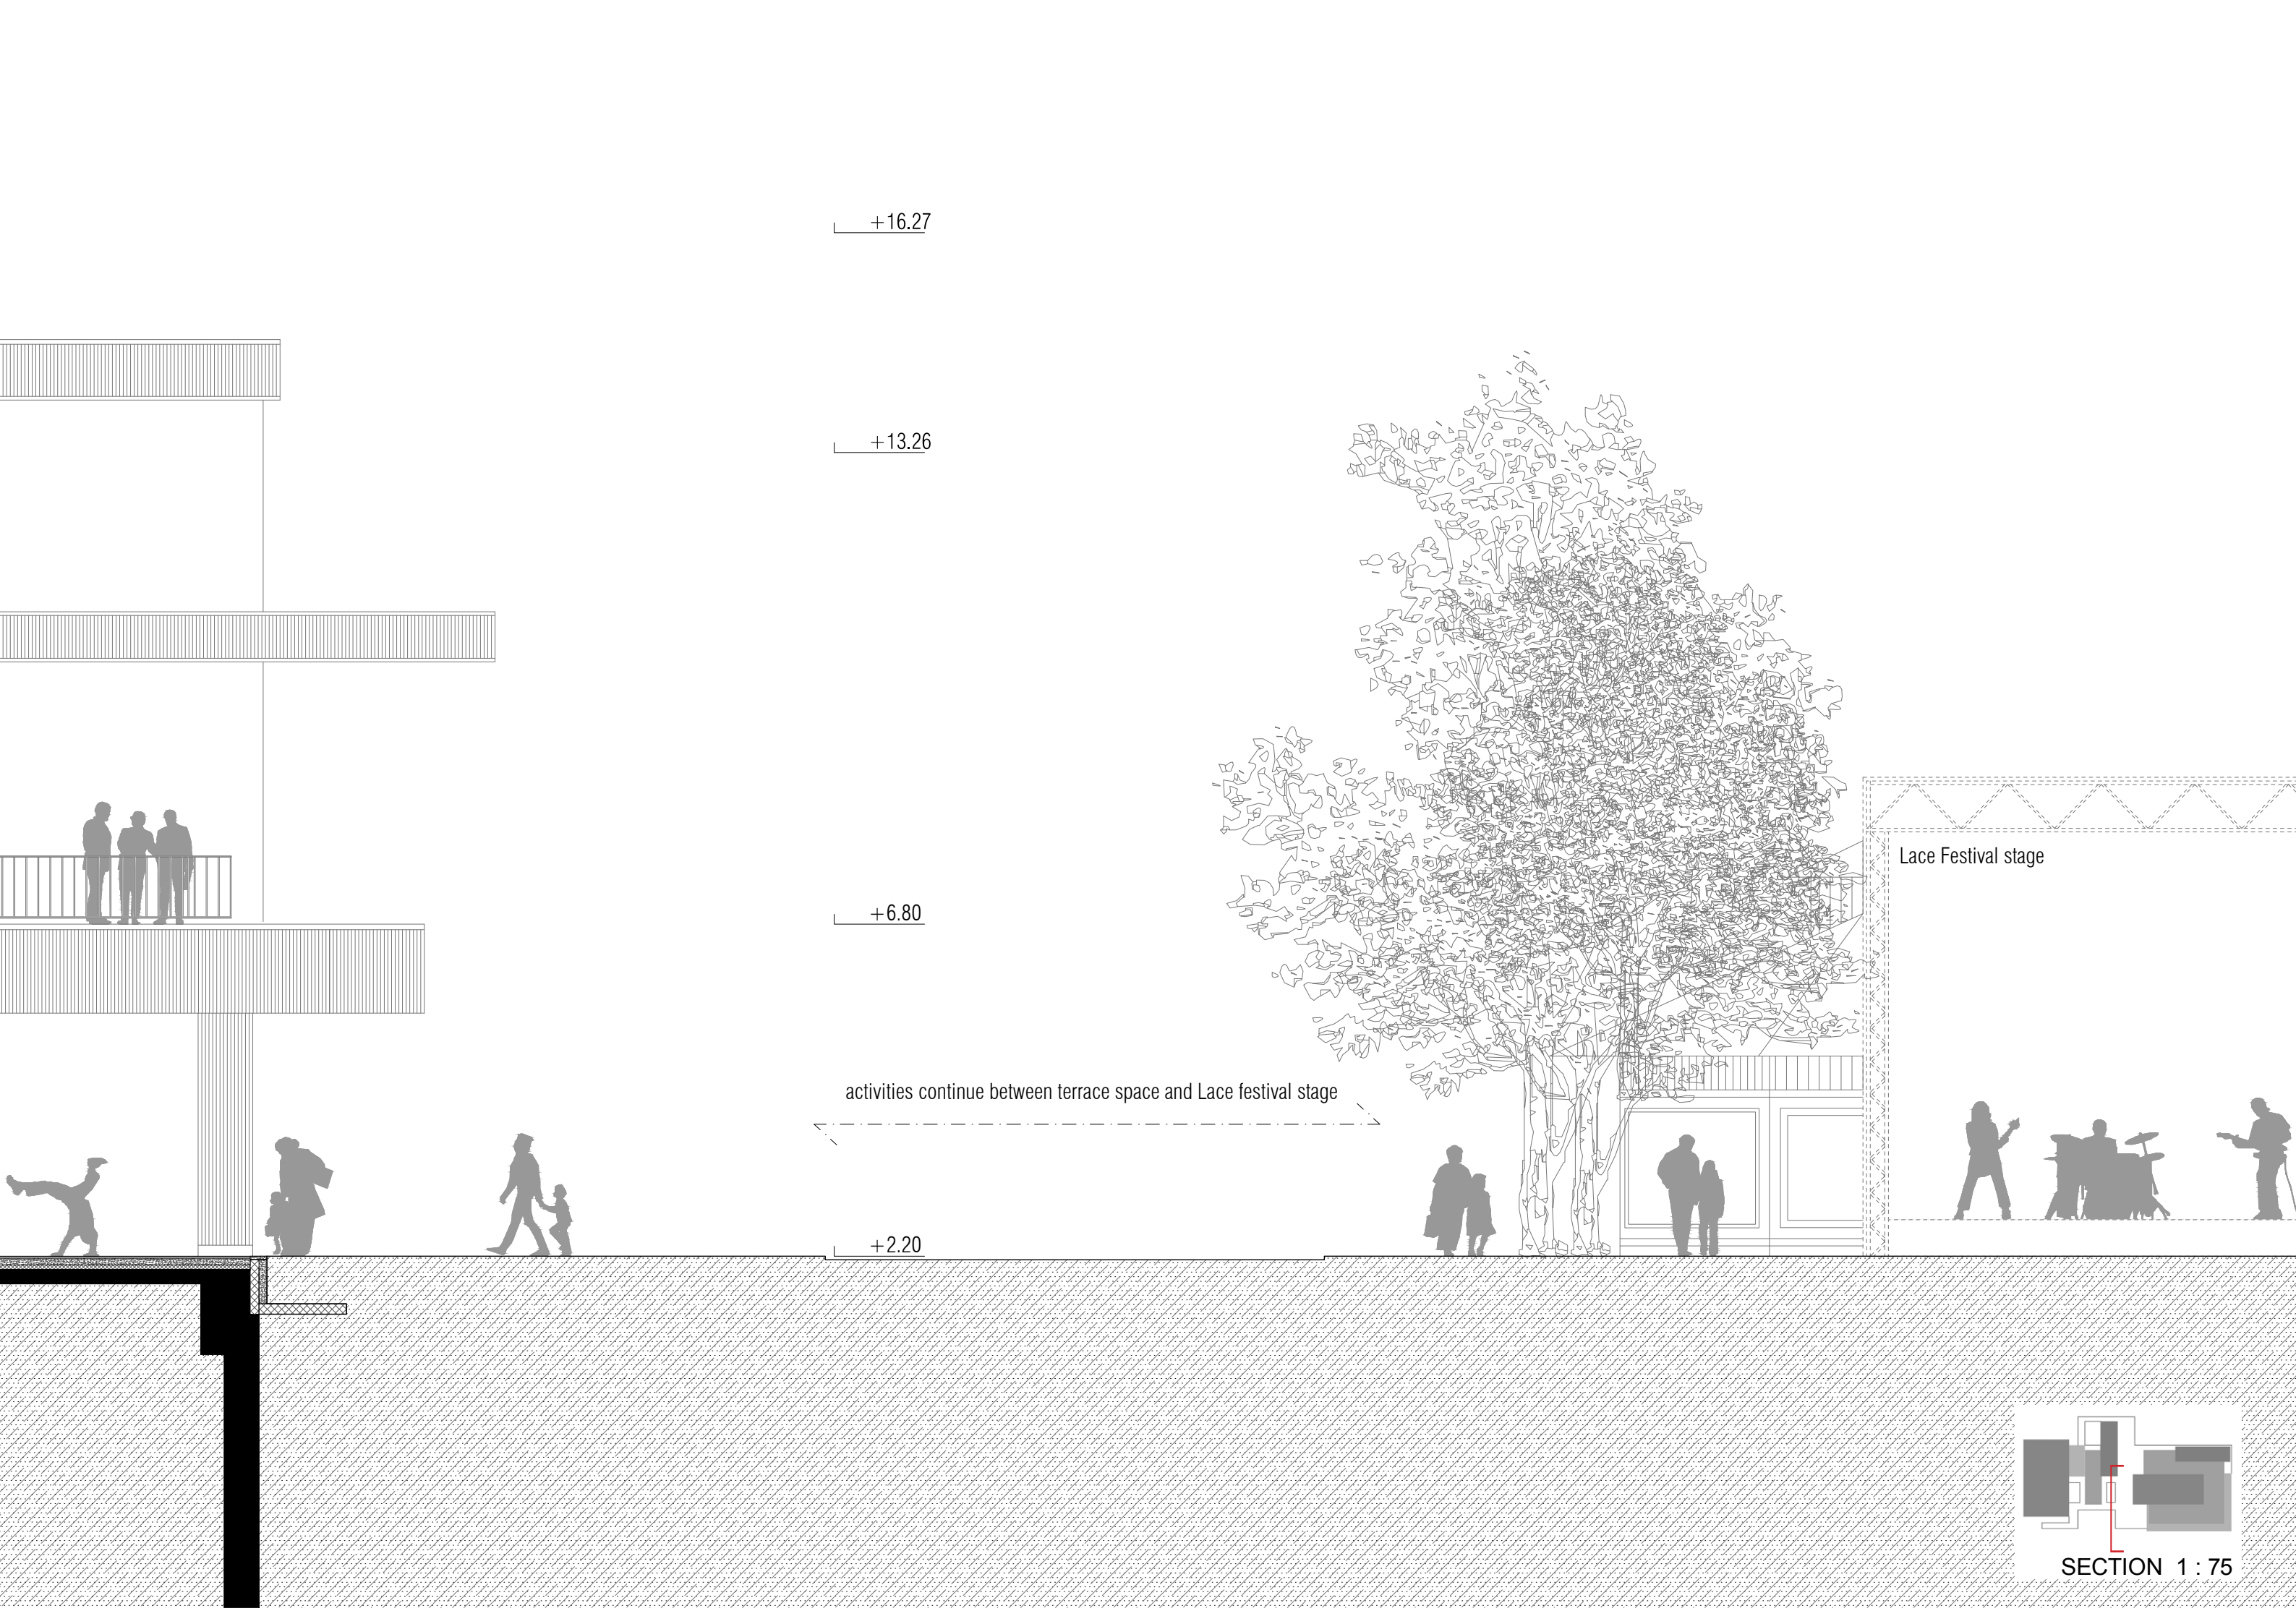 +16.27
+13.26
Lace Festival stage
+6.80
activities continue between terrace space and Lace festival stage
+2.20
SECTION 1 : 75